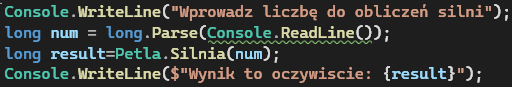 Console.WriteLine("Wprowadz liczbę do obliczeń silni");
long num = long.Parse(Console.ReadLine());
long result=Petla.Silnia(num);
Console.WriteLine($"Wynik to oczywiscie: {result}");